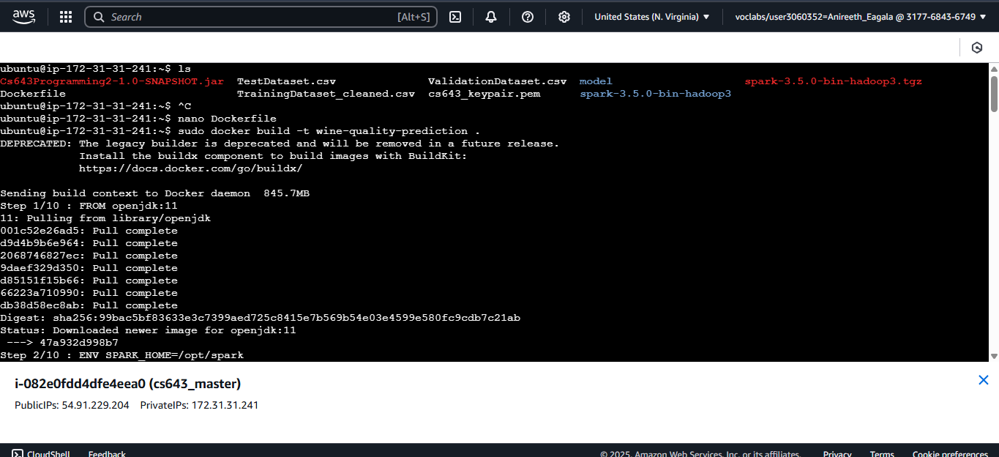 aws Search [Alt+S] United States (N. Virginia) ▼ voclabs/user3060352=Anireeth_Eagala @ 3177-6843-6749 ▼
ubuntu@ip-172-31-31-241:~$ ls
Cs643Programming2-1.0-SNAPSHOT.jar TestDataset.csv ValidationDataset.csv model spark-3.5.0-bin-hadoop3.tgz
Dockerfile TrainingDataset_cleaned.csv cs643_keypair.pem spark-3.5.0-bin-hadoop3
ubuntu@ip-172-31-31-241:~$ ^C
ubuntu@ip-172-31-31-241:~$ nano Dockerfile
ubuntu@ip-172-31-31-241:~$ sudo docker build -t wine-quality-prediction .
DEPRECATED: The legacy builder is deprecated and will be removed in a future release.
Install the buildx component to build images with BuildKit:
https://docs.docker.com/go/buildx/
Sending build context to Docker daemon 845.7MB
Step 1/10 : FROM openjdk:11
11: Pulling from library/openjdk
001c52e26ad5: Pull complete
d9d4b9b6e964: Pull complete
2068746827ec: Pull complete
9daef329d350: Pull complete
d85151f15b66: Pull complete
66223a710990: Pull complete
db38d58ec8ab: Pull complete
Digest: sha256:99bac5bf83633e3c7399aed725c8415e7b569b54e03e4599e580fc9cdb7c21ab
Status: Downloaded newer image for openjdk:11
---> 47a932d998b7
Step 2/10 : ENV SPARK_HOME=/opt/spark
i-082e0fdd4dfe4eea0 (cs643_master)
PublicIPs: 54.91.229.204 PrivateIPs: 172.31.31.241
CloudShell Feedback © 2025, Amazon Web Services, Inc. or its affiliates. Privacy Terms Cookie preferences